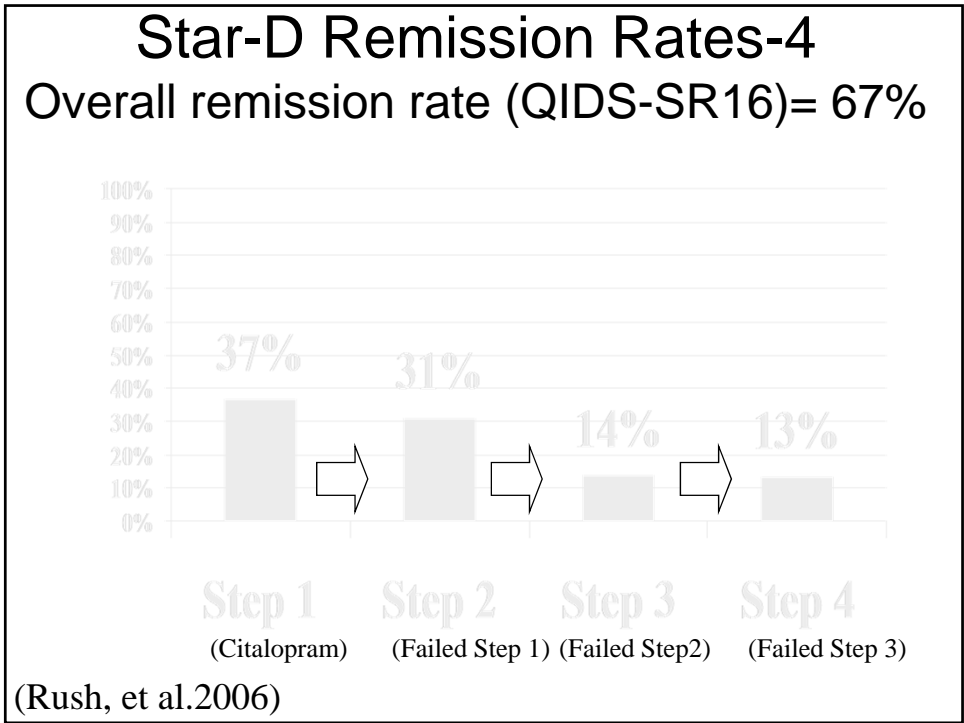 Star-D Remission Rates-4
Overall remission rate (QIDS-SR16)= 67%
100%
90%
80%
70%
60%
50%
40%
30%
20%
10%
0%
37%
31%
14%
13%
Step 1
Step 2
Step 3
Step 4
(Citalopram)
(Failed Step 1)
(Failed Step2)
(Failed Step 3)
(Rush, et al.2006)